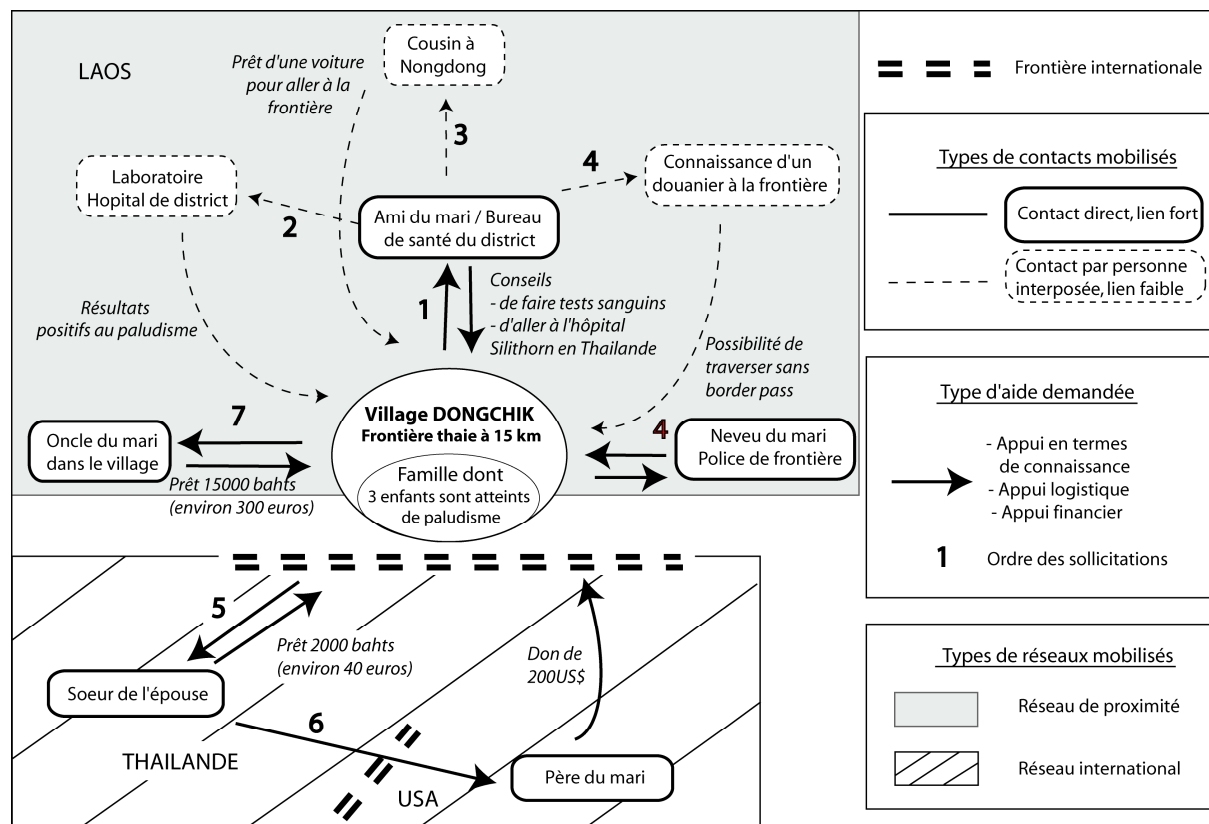 LAOS
Prêt d'une voiture
pour aller à la
frontière
Cousin à
Nongdong
3
4
Connaissance d'un
douanier à la frontière
Laboratoire
Hopital de district
2
Ami du mari / Bureau
de santé du district
1
Conseils
- de faire tests sanguins
- d'aller à l'hôpital
Silithorn en Thailande
Résultats
positifs au paludisme
Possibilité de
traverser sans
border pass
Village DONGCHIK
Frontière thaie à 15 km
Famille dont
3 enfants sont atteints
de paludisme
7
Oncle du mari
dans le village
Prêt 15000 bahts
(environ 300 euros)
4
Neveu du mari
Police de frontière
5
Prêt 2000 bahts
(environ 40 euros)
Soeur de l'épouse
Don de
200US$
6
THAILANDE
USA
Père du mari
Frontière internationale
Types de contacts mobilisés
Contact direct, lien fort
Contact par personne
interposée, lien faible
Type d'aide demandée
- Appui en termes
de connaissance
- Appui logistique
- Appui financier
1
Ordre des sollicitations
Types de réseaux mobilisés
Réseau de proximité
Réseau international